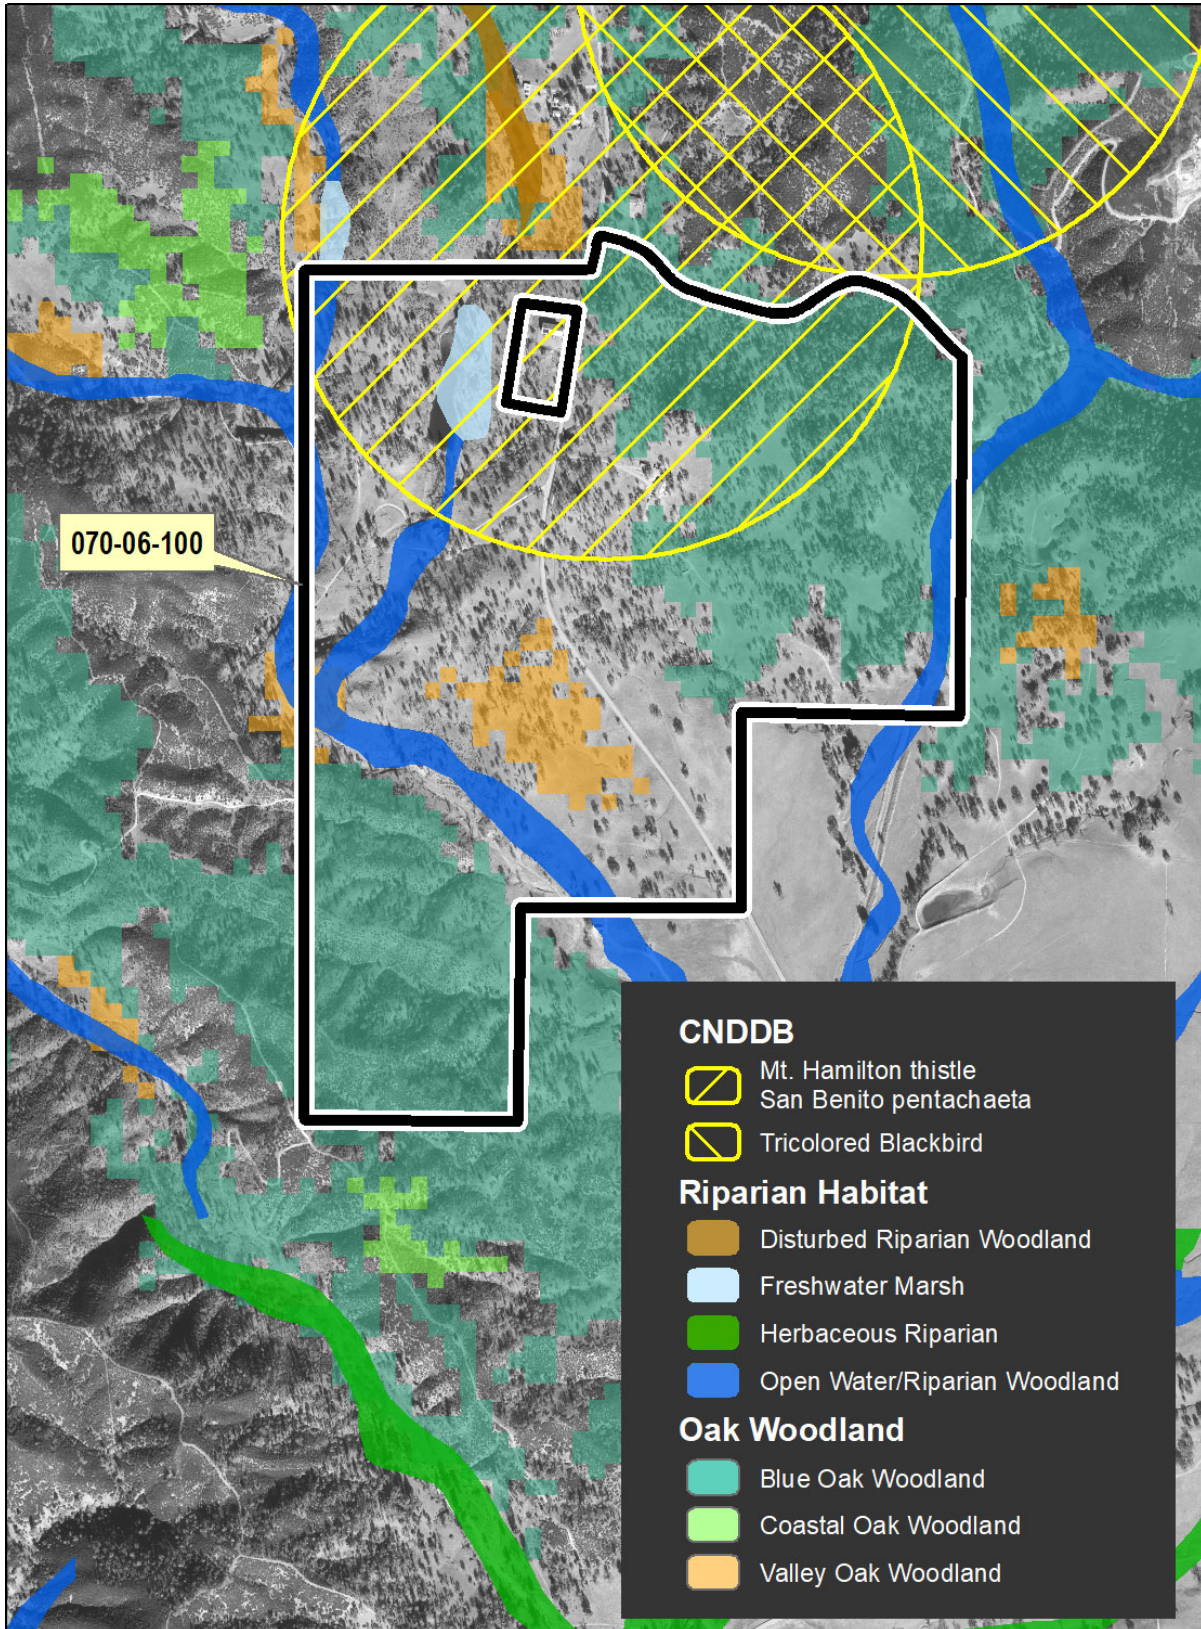 070-06-100
CNDDB
Mt. Hamilton thistle
San Benito pentachaeta
Tricolored Blackbird
Riparian Habitat
Disturbed Riparian Woodland
Freshwater Marsh
Herbaceous Riparian
Open Water/Riparian Woodland
Oak Woodland
Blue Oak Woodland
Coastal Oak Woodland
Valley Oak Woodland